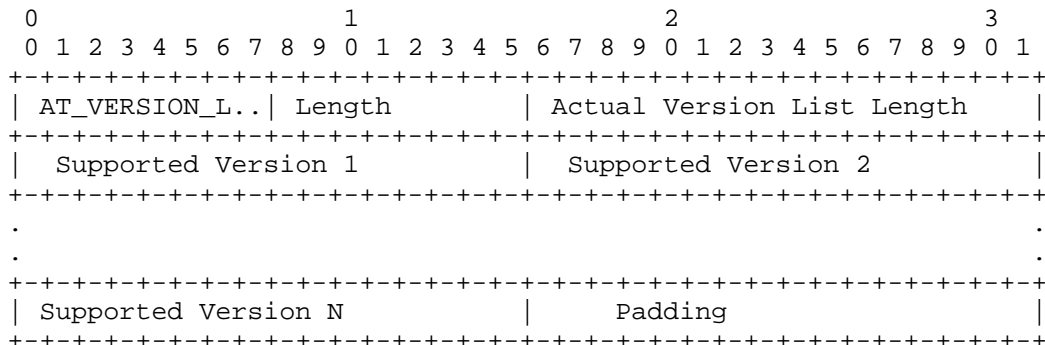 0                   1                   2                   3
 0 1 2 3 4 5 6 7 8 9 0 1 2 3 4 5 6 7 8 9 0 1 2 3 4 5 6 7 8 9 0 1
+-+-+-+-+-+-+-+-+-+-+-+-+-+-+-+-+-+-+-+-+-+-+-+-+-+-+-+-+-+-+-+-+
| AT_VERSION_L..| Length        | Actual Version List Length    |
+-+-+-+-+-+-+-+-+-+-+-+-+-+-+-+-+-+-+-+-+-+-+-+-+-+-+-+-+-+-+-+-+
|  Supported Version 1          |  Supported Version 2          |
+-+-+-+-+-+-+-+-+-+-+-+-+-+-+-+-+-+-+-+-+-+-+-+-+-+-+-+-+-+-+-+-+
.                                                               .
.                                                               .
+-+-+-+-+-+-+-+-+-+-+-+-+-+-+-+-+-+-+-+-+-+-+-+-+-+-+-+-+-+-+-+-+
| Supported Version N           |     Padding                   |
+-+-+-+-+-+-+-+-+-+-+-+-+-+-+-+-+-+-+-+-+-+-+-+-+-+-+-+-+-+-+-+-+